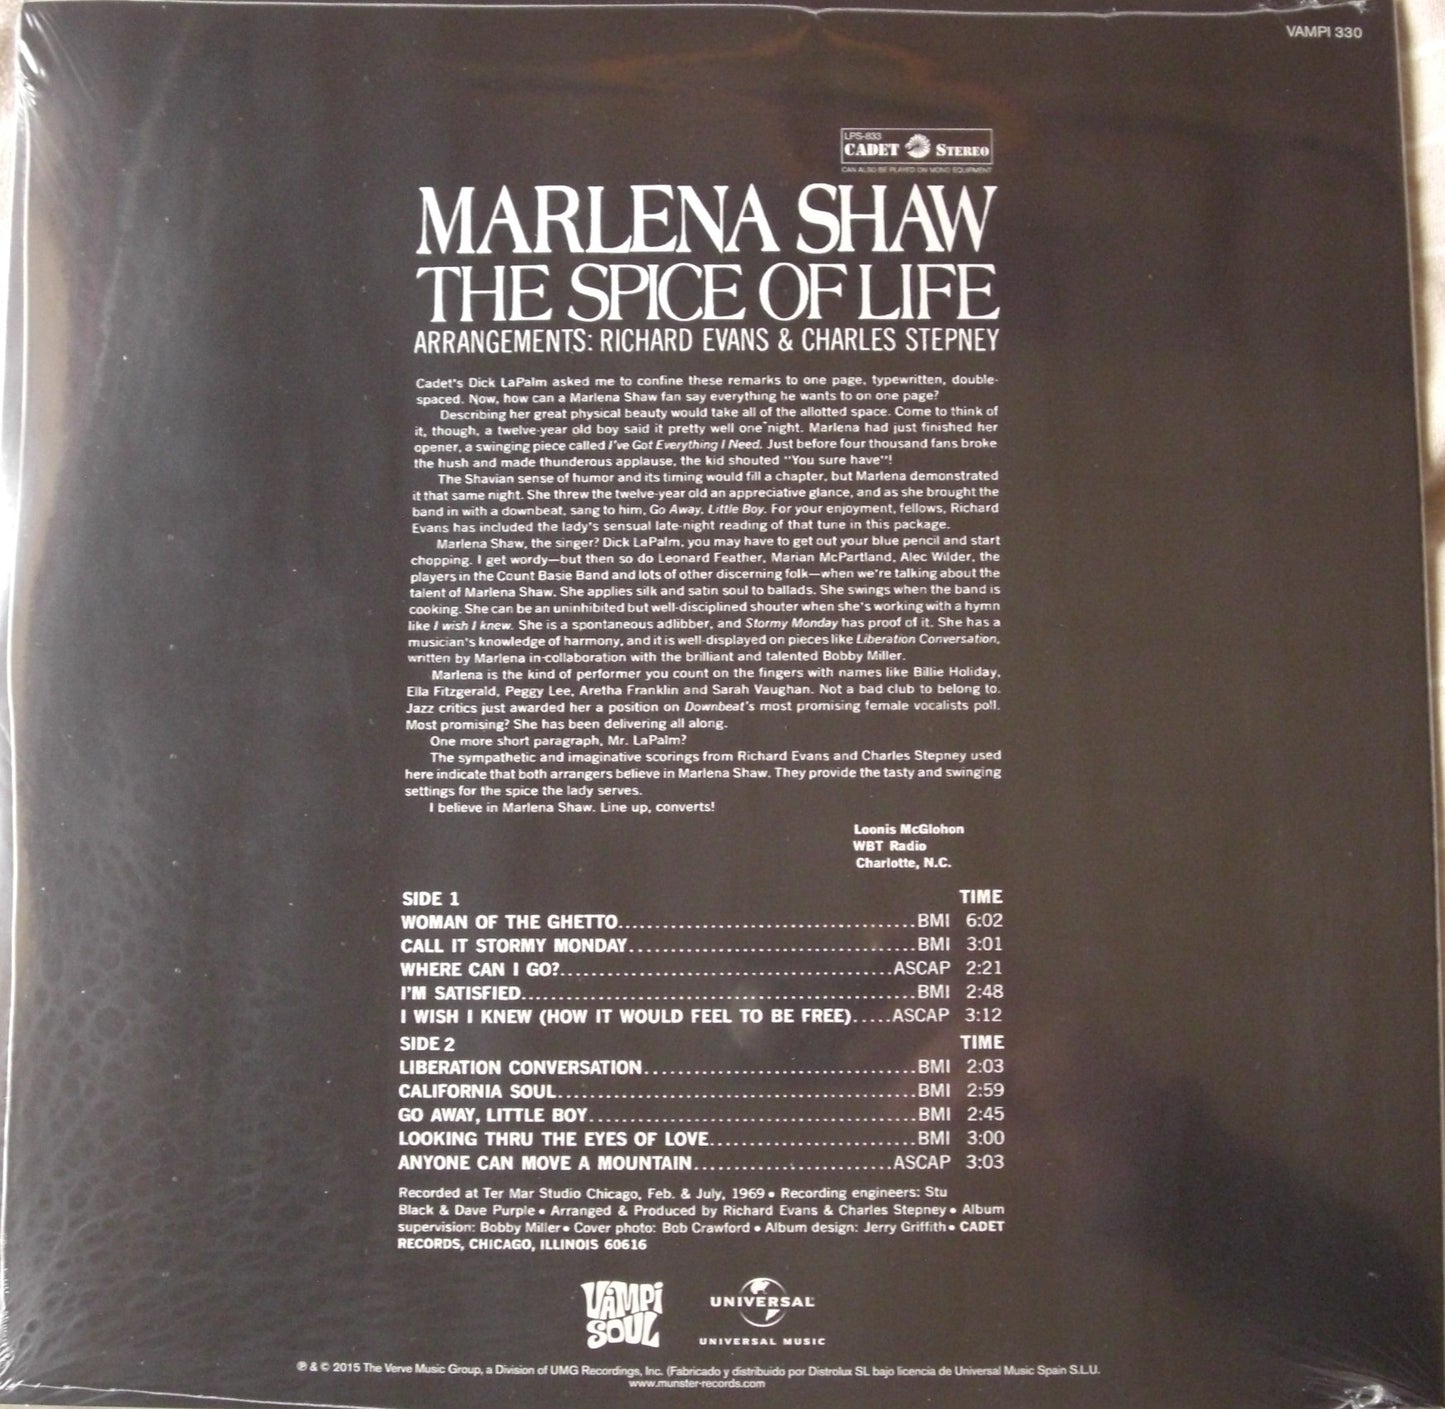 VAMPI 330
LPS-833
CADET STEREO
CAN ALSO BE PLAYED ON MONO EQUIPMENT
MARLENA SHAW
THE SPICE OF LIFE
ARRANGEMENTS: RICHARD EVANS & CHARLES STEPNEY
Cadet's Dick LaPalm asked me to confine these remarks to one page, typewritten, double-
spaced. Now, how can a Marlena Shaw fan say everything he wants to on one page?
Describing her great physical beauty would take all of the allotted space. Come to think of
it, though, a twelve-year old boy said it pretty well one night. Marlena had just finished her
opener, a swinging piece called I've Got Everything I Need. Just before four thousand fans broke
the hush and made thunderous applause, the kid shouted "You sure have"!
The Shavian sense of humor and its timing would fill a chapter, but Marlena demonstrated
it that same night. She threw the twelve-year old an appreciative glance, and as she brought the
band in with a downbeat, sang to him, Go Away, Little Boy. For your enjoyment, fellows, Richard
Evans has included the lady's sensual late-night reading of that tune in this package.
Marlena Shaw, the singer? Dick LaPalm, you may have to get out your blue pencil and start
chopping. I get wordy—but then so do Leonard Feather, Marian McPartland, Alec Wilder, the
players in the Count Basie Band and lots of other discerning folk—when we're talking about the
talent of Marlena Shaw. She applies silk and satin soul to ballads. She swings when the band is
cooking. She can be an uninhibited but well-disciplined shouter when she's working with a hymn
like I wish I knew. She is a spontaneous adlibber, and Stormy Monday has proof of it. She has a
musician's knowledge of harmony, and it is well-displayed on pieces like Liberation Conversation,
written by Marlena in collaboration with the brilliant and talented Bobby Miller.
Marlena is the kind of performer you count on the fingers with names like Billie Holiday,
Ella Fitzgerald, Peggy Lee, Aretha Franklin and Sarah Vaughan. Not a bad club to belong to.
Jazz critics just awarded her a position on Downbeat's most promising female vocalists poll.
Most promising? She has been delivering all along.
One more short paragraph, Mr. LaPalm?
The sympathetic and imaginative scorings from Richard Evans and Charles Stepney used
here indicate that both arrangers believe in Marlena Shaw. They provide the tasty and swinging
settings for the spice the lady serves.
I believe in Marlena Shaw. Line up, converts!
Loonis McGlohon
WBT Radio
Charlotte, N.C.
SIDE 1 TIME
WOMAN OF THE GHETTO....................................BMI 6:02
CALL IT STORMY MONDAY...................................BMI 3:01
WHERE CAN I GO?.........................................ASCAP 2:21
I'M SATISFIED................................................BMI 2:48
I WISH I KNEW (HOW IT WOULD FEEL TO BE FREE).....ASCAP 3:12
SIDE 2 TIME
LIBERATION CONVERSATION.................................BMI 2:03
CALIFORNIA SOUL............................................BMI 2:59
GO AWAY, LITTLE BOY........................................BMI 2:45
LOOKING THRU THE EYES OF LOVE.........................BMI 3:00
ANYONE CAN MOVE A MOUNTAIN........................ASCAP 3:03
Recorded at Ter Mar Studio Chicago, Feb. & July, 1969 • Recording engineers: Stu
Black & Dave Purple • Arranged & Produced by Richard Evans & Charles Stepney • Album
supervision: Bobby Miller • Cover photo: Bob Crawford • Album design: Jerry Griffith • CADET
RECORDS, CHICAGO, ILLINOIS 60616
VAMPI
SOUL
UNIVERSAL
UNIVERSAL MUSIC
℗ & © 2015 The Verve Music Group, a Division of UMG Recordings, Inc. (Fabricado y distribuido por Distrolux SL bajo licencia de Universal Music Spain S.L.U.
www.munster-records.com